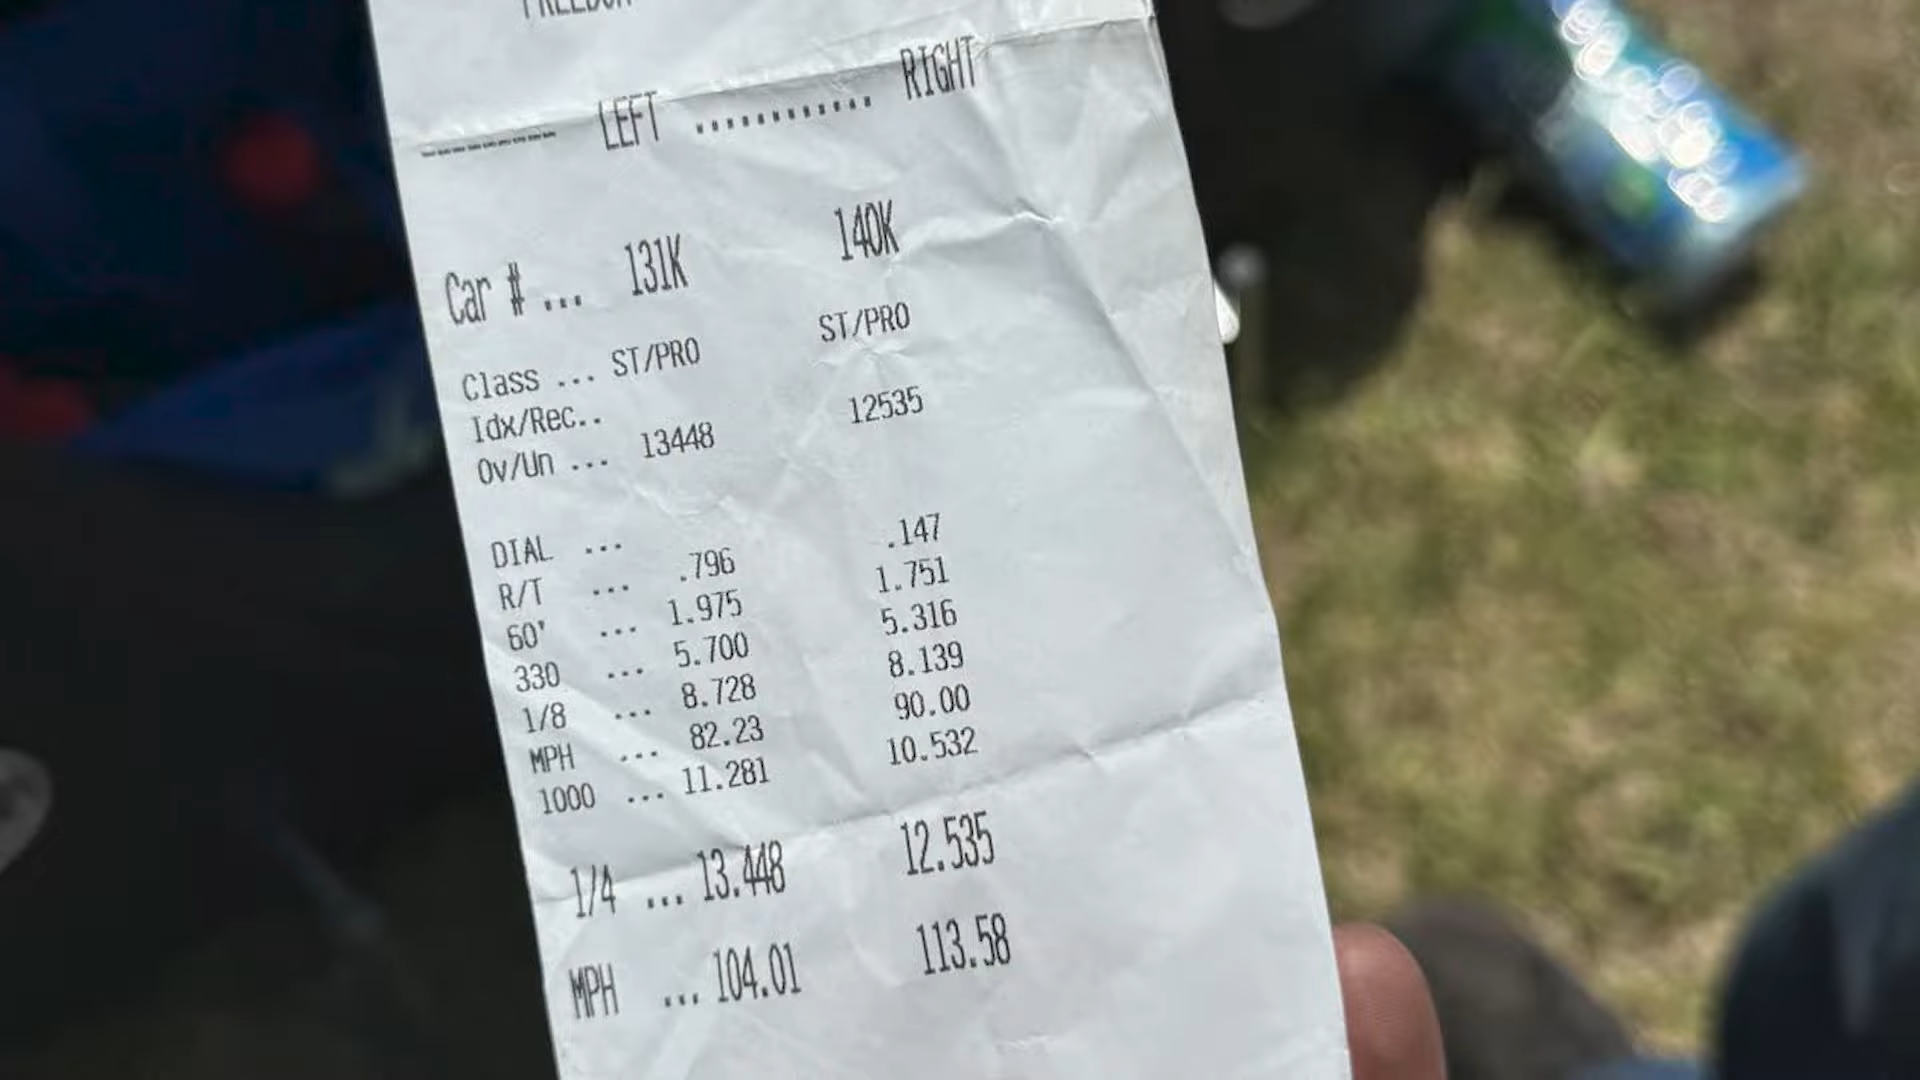 FREEDOM
------- LEFT ............ RIGHT
Car # ... 131K 140K
Class ... ST/PRO ST/PRO
Idx/Rec..
Ov/Un ... 13448 12535
DIAL ...
R/T ... .796 .147
60' ... 1.975 1.751
330 ... 5.700 5.316
1/8 ... 8.728 8.139
MPH ... 82.23 90.00
1000 ... 11.281 10.532
1/4 ... 13.448 12.535
MPH ... 104.01 113.58